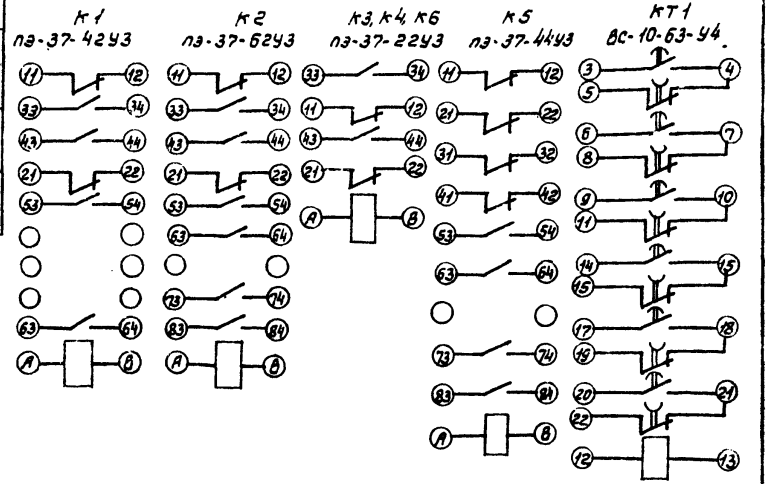 К1
ПЭ-37-42У3
11 12
33 34
43 44
21 22
53 54
63 64
А В
К2
ПЭ-37-62У3
11 12
33 34
43 44
21 22
53 54
63 64
73 74
83 84
А В
К3, К4, К6
ПЭ-37-22У3
33 34
11 12
43 44
21 22
А В
К5
ПЭ-37-44У3
11 12
21 22
31 32
41 42
53 54
63 64
73 74
83 84
А В
КТ1
ВС-10-63-У4.
3 4
5
6 7
8
9 10
11
14 15
15
17 18
19
20 21
22
12 13